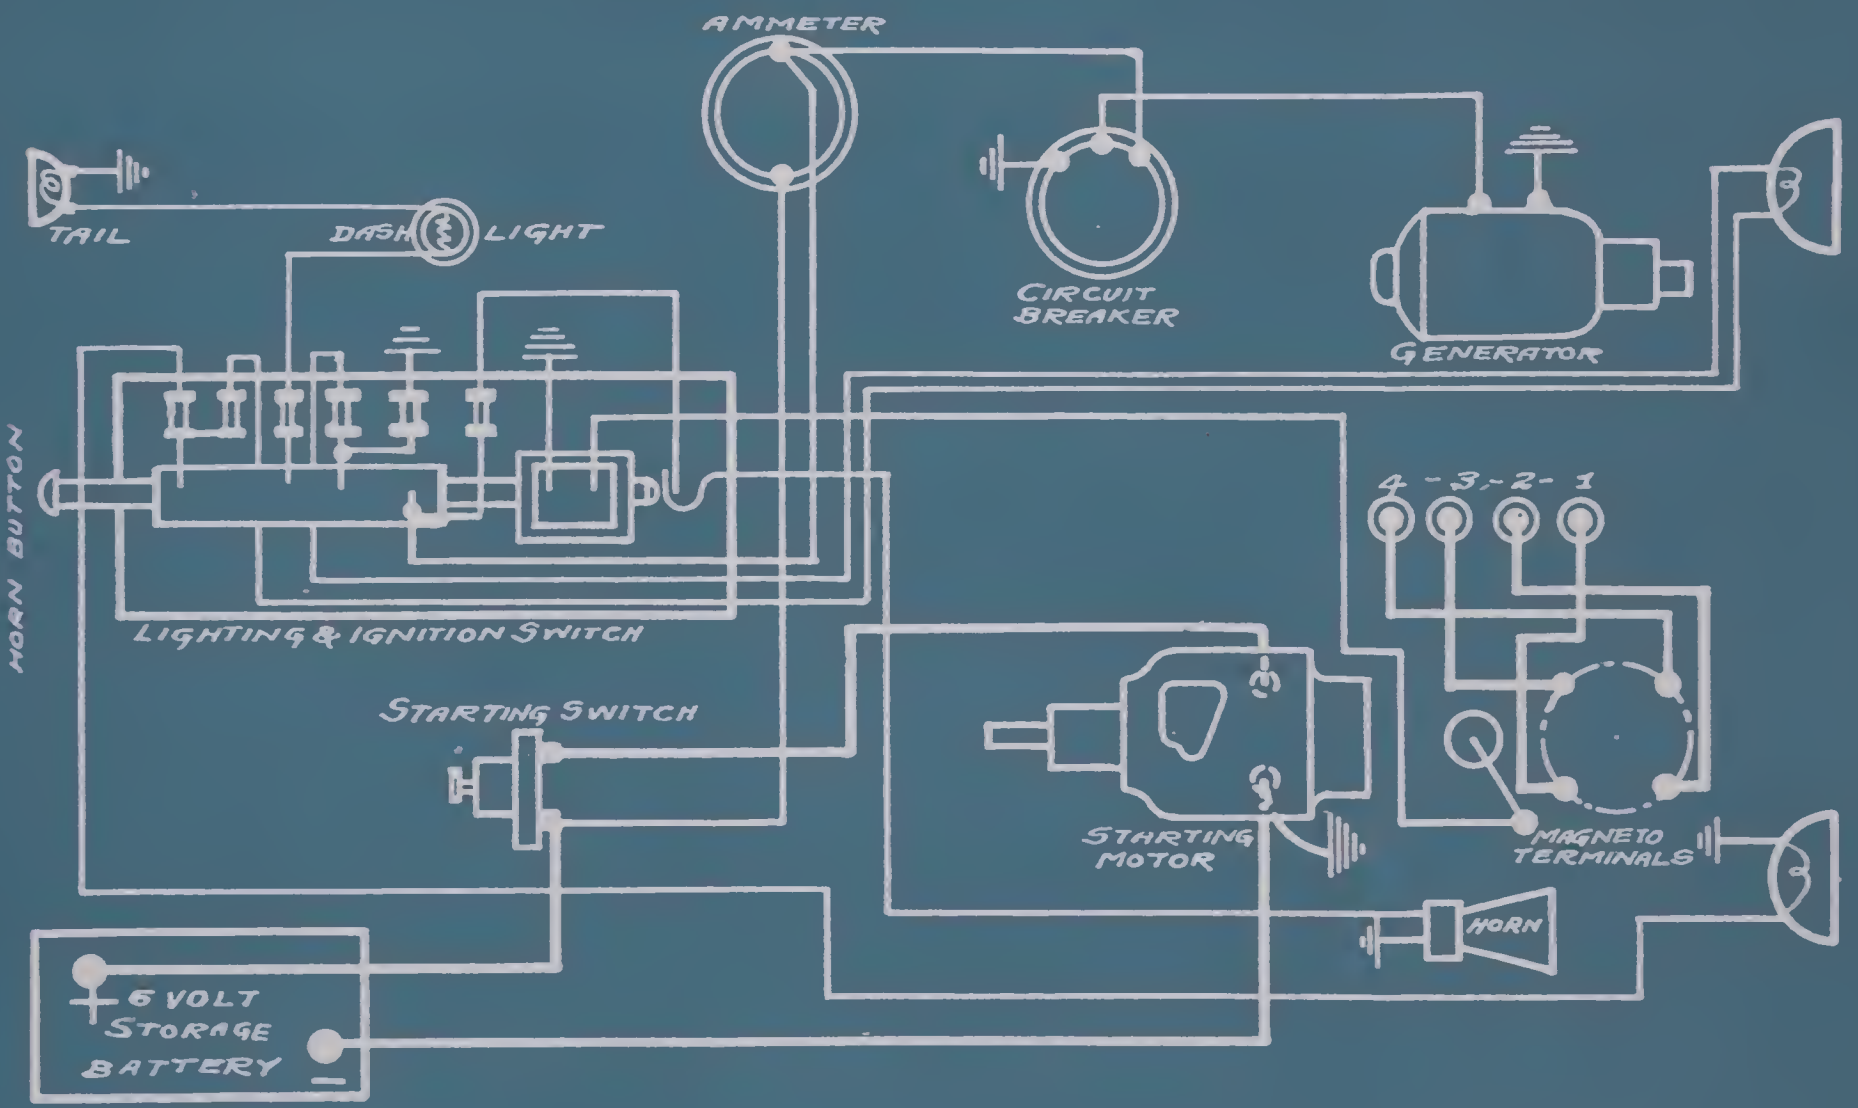 AMMETER
TAIL
DASH LIGHT
CIRCUIT
BREAKER
GENERATOR
HORN BUTTON
4 - 3 - 2 - 1
LIGHTING & IGNITION SWITCH
STARTING SWITCH
STARTING
MOTOR
MAGNETO
TERMINALS
HORN
+ 6 VOLT
STORAGE
BATTERY
-